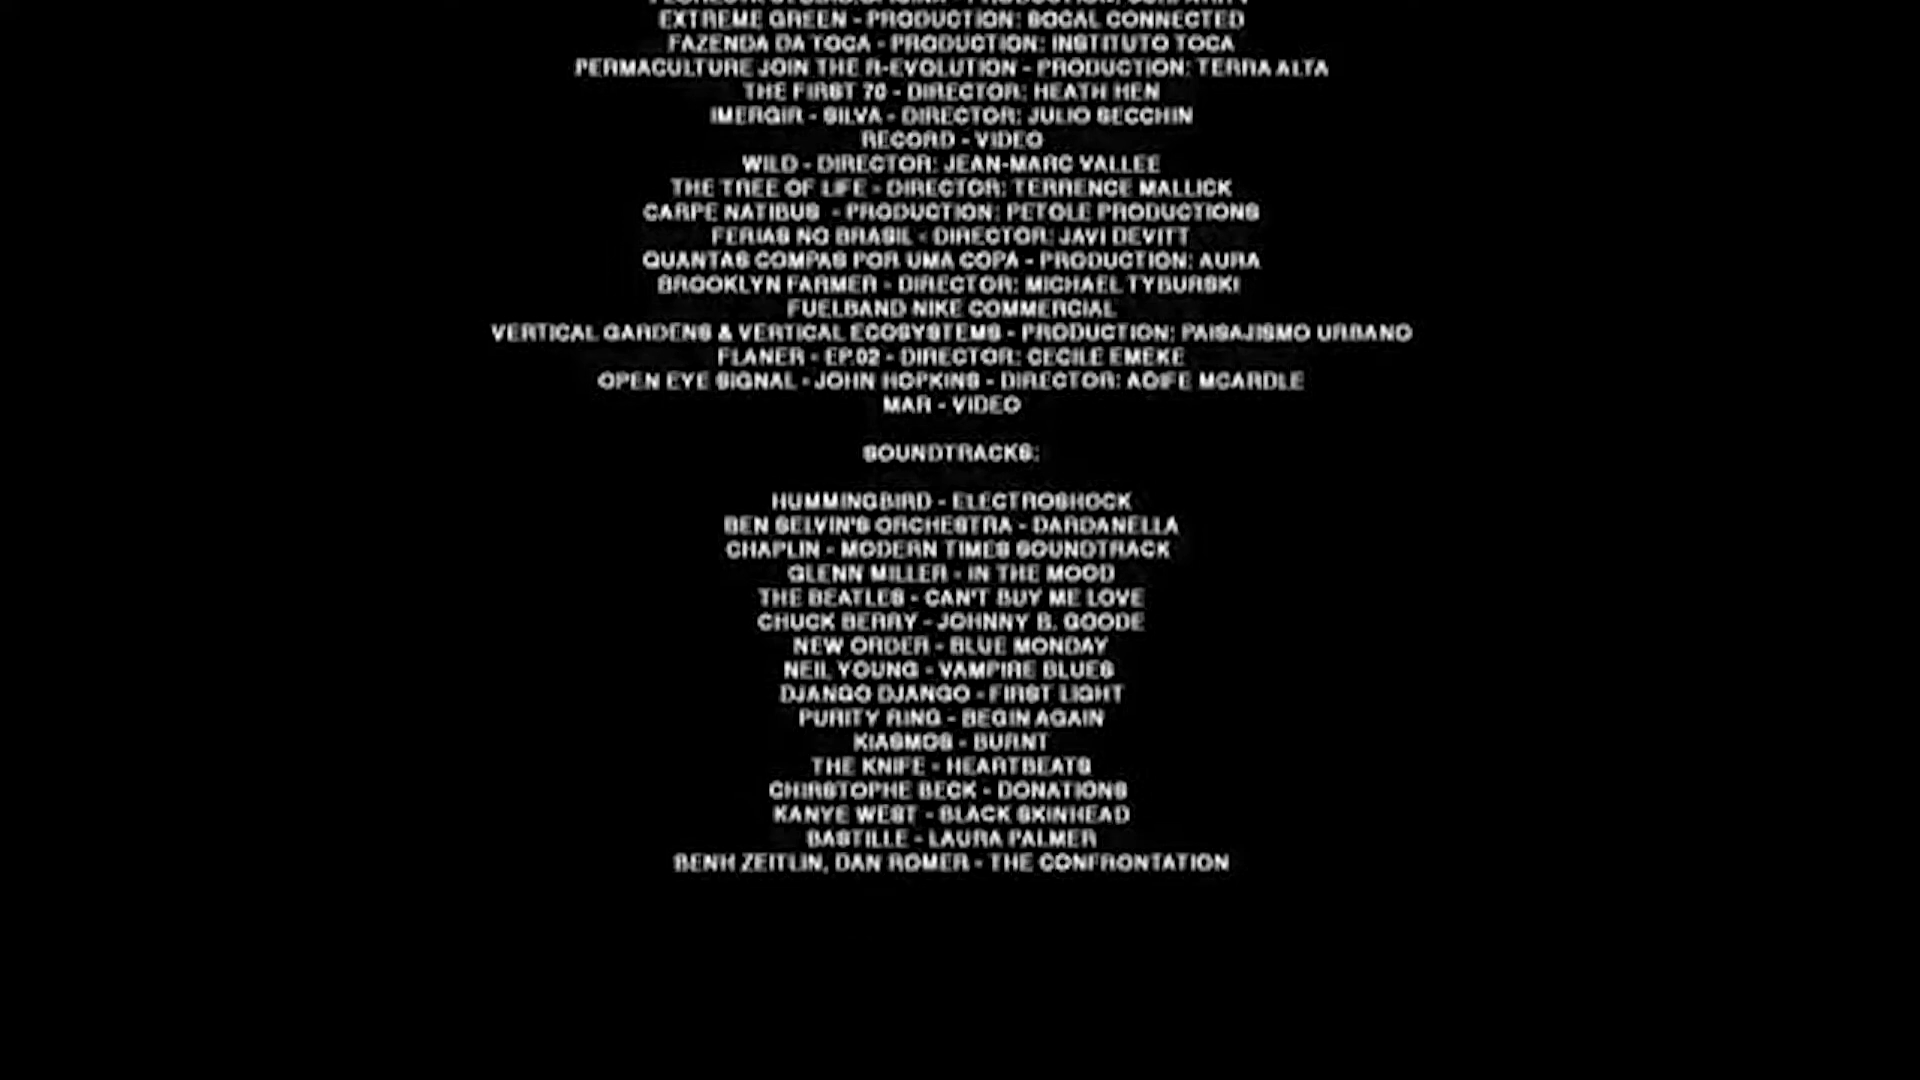 EXTREME GREEN - PRODUCTION: SOCAL CONNECTED
FAZENDA DA TOCA - PRODUCTION: INSTITUTO TOCA
PERMACULTURE JOIN THE R-EVOLUTION - PRODUCTION: TERRA ALTA
THE FIRST 70 - DIRECTOR: HEATH HEN
IMERGIR - SILVA - DIRECTOR: JULIO SECCHIN
RECORD - VIDEO
WILD - DIRECTOR: JEAN-MARC VALLEE
THE TREE OF LIFE - DIRECTOR: TERRENCE MALLICK
CARPE NATIBUS - PRODUCTION: PETOLE PRODUCTIONS
FERIAS NO BRASIL - DIRECTOR: JAVI DEVITT
QUANTAS COMPAS POR UMA COPA - PRODUCTION: AURA
BROOKLYN FARMER - DIRECTOR: MICHAEL TYBURSKI
FUELBAND NIKE COMMERCIAL
VERTICAL GARDENS & VERTICAL ECOSYSTEMS - PRODUCTION: PAISAJISMO URBANO
FLANER - EP.02 - DIRECTOR: CECILE EMEKE
OPEN EYE SIGNAL - JOHN HOPKINS - DIRECTOR: AOIFE MCARDLE
MAR - VIDEO
SOUNDTRACKS:
HUMMINGBIRD - ELECTROSHOCK
BEN SELVIN'S ORCHESTRA - DARDANELLA
CHAPLIN - MODERN TIMES SOUNDTRACK
GLENN MILLER - IN THE MOOD
THE BEATLES - CAN'T BUY ME LOVE
CHUCK BERRY - JOHNNY B. GOODE
NEW ORDER - BLUE MONDAY
NEIL YOUNG - VAMPIRE BLUES
DJANGO DJANGO - FIRST LIGHT
PURITY RING - BEGIN AGAIN
KIASMOS - BURNT
THE KNIFE - HEARTBEATS
CHIRSTOPHE BECK - DONATIONS
KANYE WEST - BLACK SKINHEAD
BASTILLE - LAURA PALMER
BENH ZEITLIN, DAN ROMER - THE CONFRONTATION